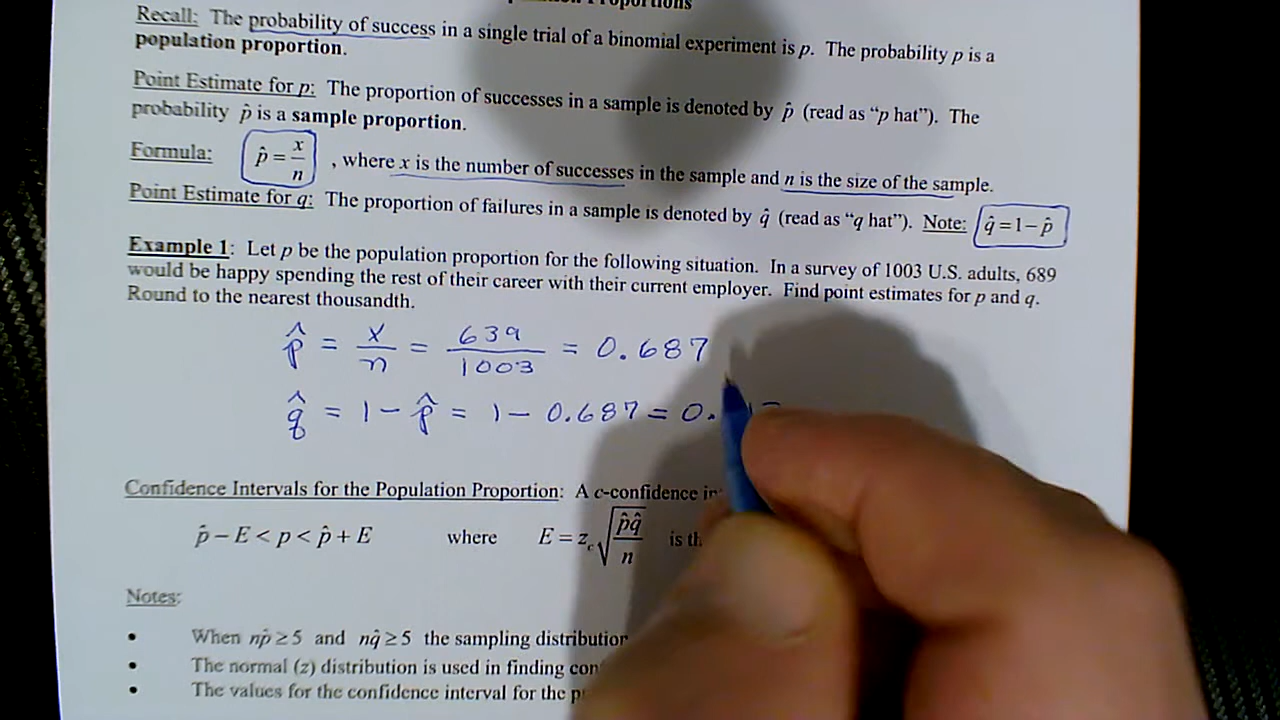 Proportions
Recall: The probability of success in a single trial of a binomial experiment is p. The probability p is a
population proportion.
Point Estimate for p: The proportion of successes in a sample is denoted by p̂ (read as “p hat”). The
probability p̂ is a sample proportion.
Formula: p̂ = x/n , where x is the number of successes in the sample and n is the size of the sample.
Point Estimate for q: The proportion of failures in a sample is denoted by q̂ (read as “q hat”). Note: q̂ = 1 − p̂
Example 1: Let p be the population proportion for the following situation. In a survey of 1003 U.S. adults, 689
would be happy spending the rest of their career with their current employer. Find point estimates for p and q.
Round to the nearest thousandth.
p̂ = x/n = 639/1003 = 0.687
q̂ = 1 − p̂ = 1 − 0.687 = 0.
Confidence Intervals for the Population Proportion: A c-confidence
p̂ − E < p < p̂ + E where E = z_c √(p̂q̂/n) is
Notes:
• When np̂ ≥ 5 and nq̂ ≥ 5 the sampling distribution
• The normal (z) distribution is used in finding
• The values for the confidence interval for the